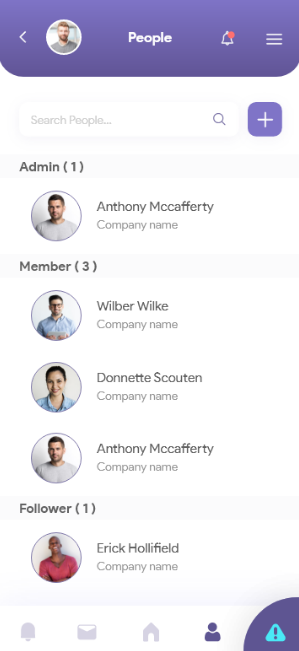 People
Search People...
Admin ( 1 )
Anthony Mccafferty
Company name
Member ( 3 )
Wilber Wilke
Company name
Donnette Scouten
Company name
Anthony Mccafferty
Company name
Follower ( 1 )
Erick Hollifield
Company name